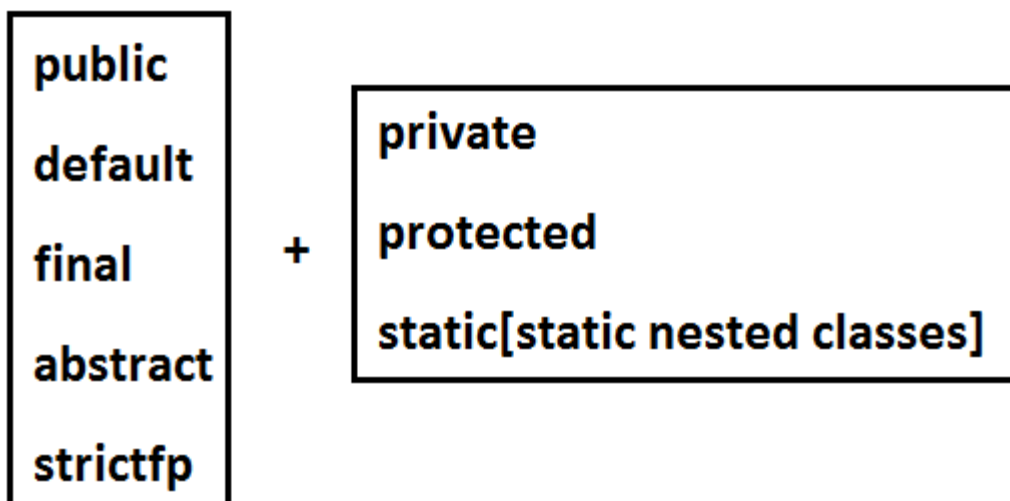 public
default
final
abstract
strictfp
+
private
protected
static[static nested classes]